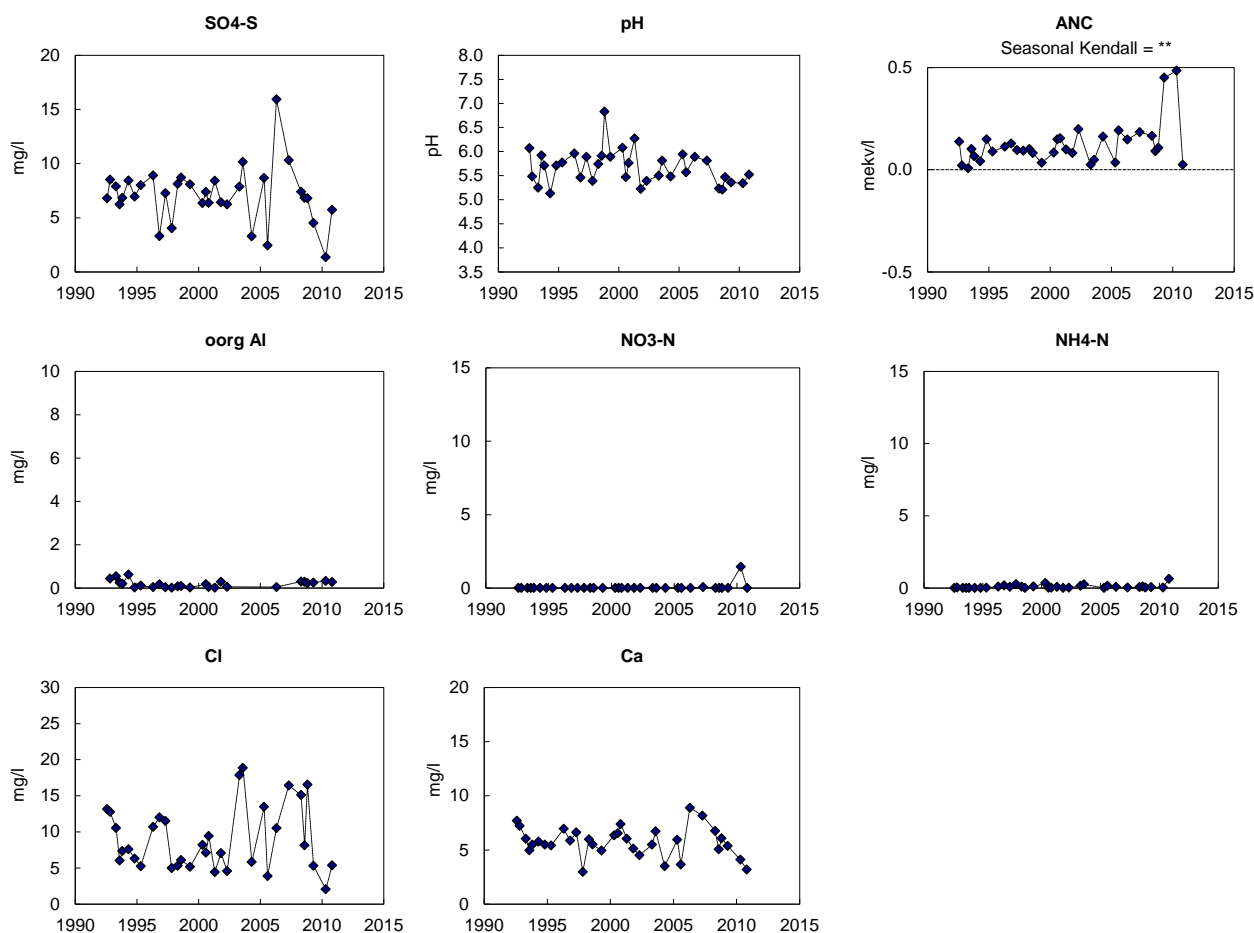 SO4-S
mg/l
20
15
10
5
0
1990 1995 2000 2005 2010 2015
pH
pH
8.0
7.5
7.0
6.5
6.0
5.5
5.0
4.5
4.0
3.5
1990 1995 2000 2005 2010 2015
ANC
Seasonal Kendall = **
mekv/l
0.5
0.0
-0.5
1990 1995 2000 2005 2010 2015
oorg Al
mg/l
10
8
6
4
2
0
1990 1995 2000 2005 2010 2015
NO3-N
mg/l
15
10
5
0
1990 1995 2000 2005 2010 2015
NH4-N
mg/l
15
10
5
0
1990 1995 2000 2005 2010 2015
Cl
mg/l
30
25
20
15
10
5
0
1990 1995 2000 2005 2010 2015
Ca
mg/l
20
15
10
5
0
1990 1995 2000 2005 2010 2015